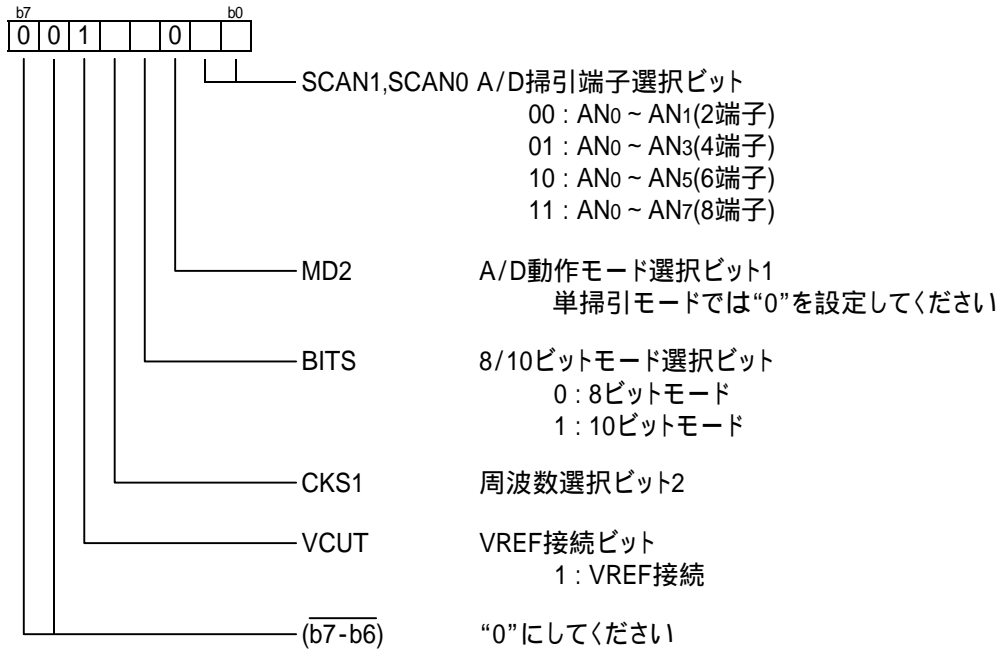 b7 b0
0 0 1 0
SCAN1,SCAN0 A/D掃引端子選択ビット
00 : AN0 ~ AN1(2端子)
01 : AN0 ~ AN3(4端子)
10 : AN0 ~ AN5(6端子)
11 : AN0 ~ AN7(8端子)
MD2 A/D動作モード選択ビット1
単掃引モードでは“0”を設定してください
BITS 8/10ビットモード選択ビット
0 : 8ビットモード
1 : 10ビットモード
CKS1 周波数選択ビット2
VCUT VREF接続ビット
1 : VREF接続
(b7-b6) “0”にしてください